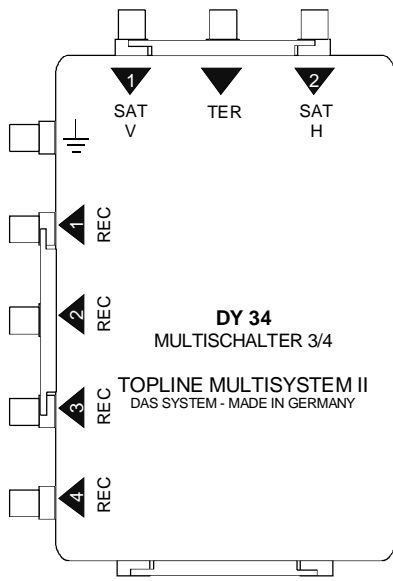 1 2
SAT TER SAT
V H
1 REC
2 REC
3 REC
4 REC
DY 34
MULTISCHALTER 3/4
TOPLINE MULTISYSTEM II
DAS SYSTEM - MADE IN GERMANY